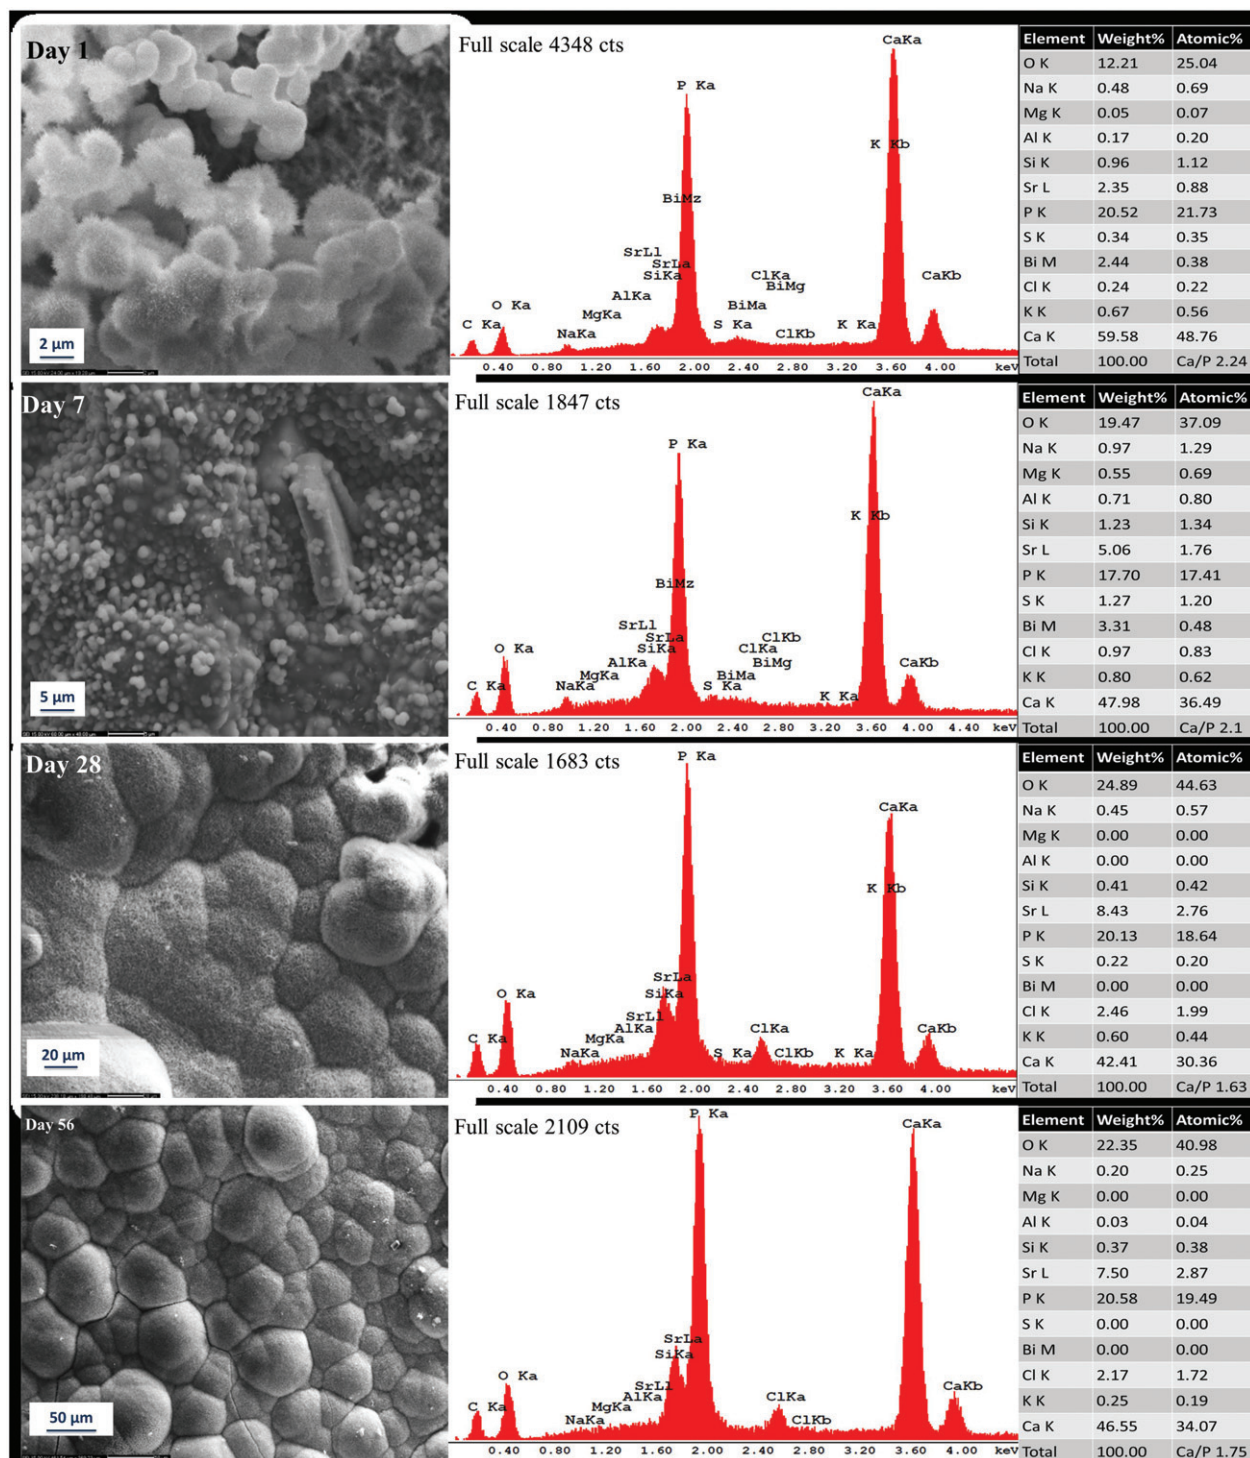 Day 1
2 µm
Full scale 4348 cts
CaKa
P Ka
K Kb
BiMz
SrLl
SrLa
SiKa
ClKa
BiMg
CaKb
AlKa
O Ka
BiMa
MgKa
C Ka
NaKa
S Ka
ClKb
K Ka
0.40 0.80 1.20 1.60 2.00 2.40 2.80 3.20 3.60 4.00 keV
Element Weight% Atomic%
O K 12.21 25.04
Na K 0.48 0.69
Mg K 0.05 0.07
Al K 0.17 0.20
Si K 0.96 1.12
Sr L 2.35 0.88
P K 20.52 21.73
S K 0.34 0.35
Bi M 2.44 0.38
Cl K 0.24 0.22
K K 0.67 0.56
Ca K 59.58 48.76
Total 100.00 Ca/P 2.24
Day 7
5 µm
Full scale 1847 cts
CaKa
P Ka
K Kb
BiMz
SrLl
SrLa
ClKb
O Ka
SiKa
ClKa
AlKa
BiMg
CaKb
MgKa
BiMa
C Ka
NaKa
S Ka
K Ka
0.40 0.80 1.20 1.60 2.00 2.40 2.80 3.20 3.60 4.00 4.40 keV
Element Weight% Atomic%
O K 19.47 37.09
Na K 0.97 1.29
Mg K 0.55 0.69
Al K 0.71 0.80
Si K 1.23 1.34
Sr L 5.06 1.76
P K 17.70 17.41
S K 1.27 1.20
Bi M 3.31 0.48
Cl K 0.97 0.83
K K 0.80 0.62
Ca K 47.98 36.49
Total 100.00 Ca/P 2.1
Day 28
20 µm
Full scale 1683 cts
P Ka
CaKa
K Kb
SrLa
O Ka
SiKa
SrLl
AlKa
ClKa
CaKb
C Ka
MgKa
NaKa
S Ka
ClKb
K Ka
0.40 0.80 1.20 1.60 2.00 2.40 2.80 3.20 3.60 4.00 keV
Element Weight% Atomic%
O K 24.89 44.63
Na K 0.45 0.57
Mg K 0.00 0.00
Al K 0.00 0.00
Si K 0.41 0.42
Sr L 8.43 2.76
P K 20.13 18.64
S K 0.22 0.20
Bi M 0.00 0.00
Cl K 2.46 1.99
K K 0.60 0.44
Ca K 42.41 30.36
Total 100.00 Ca/P 1.63
Day 56
50 µm
Full scale 2109 cts
P Ka
CaKa
SrLa
SiKa
O Ka
SrLl
CaKb
AlKa
ClKa
C Ka
MgKa
NaKa
ClKb
0.40 0.80 1.20 1.60 2.00 2.40 2.80 3.20 3.60 4.00 keV
Element Weight% Atomic%
O K 22.35 40.98
Na K 0.20 0.25
Mg K 0.00 0.00
Al K 0.03 0.04
Si K 0.37 0.38
Sr L 7.50 2.87
P K 20.58 19.49
S K 0.00 0.00
Bi M 0.00 0.00
Cl K 2.17 1.72
K K 0.25 0.19
Ca K 46.55 34.07
Total 100.00 Ca/P 1.75